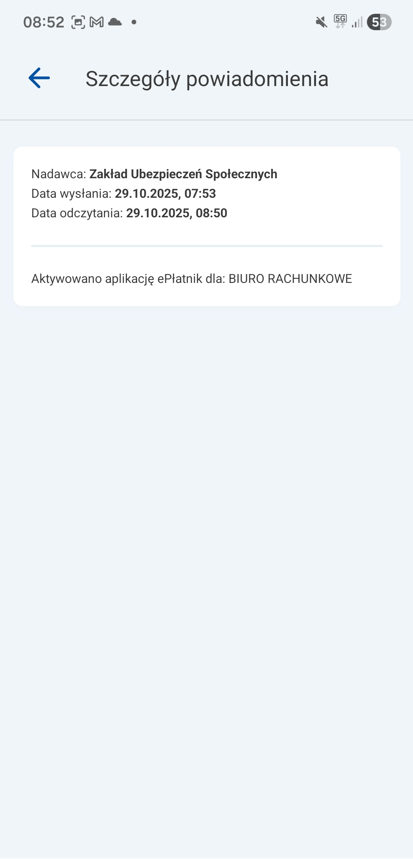 08:52
5G
53
Szczegóły powiadomienia
Nadawca: Zakład Ubezpieczeń Społecznych
Data wysłania: 29.10.2025, 07:53
Data odczytania: 29.10.2025, 08:50
Aktywowano aplikację ePłatnik dla: BIURO RACHUNKOWE